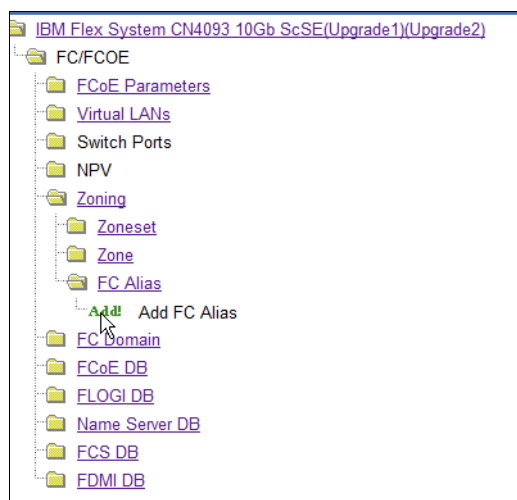 IBM Flex System CN4093 10Gb ScSE(Upgrade1)(Upgrade2)
FC/FCOE
FCoE Parameters
Virtual LANs
Switch Ports
NPV
Zoning
Zoneset
Zone
FC Alias
Add! Add FC Alias
FC Domain
FCoE DB
FLOGI DB
Name Server DB
FCS DB
FDMI DB